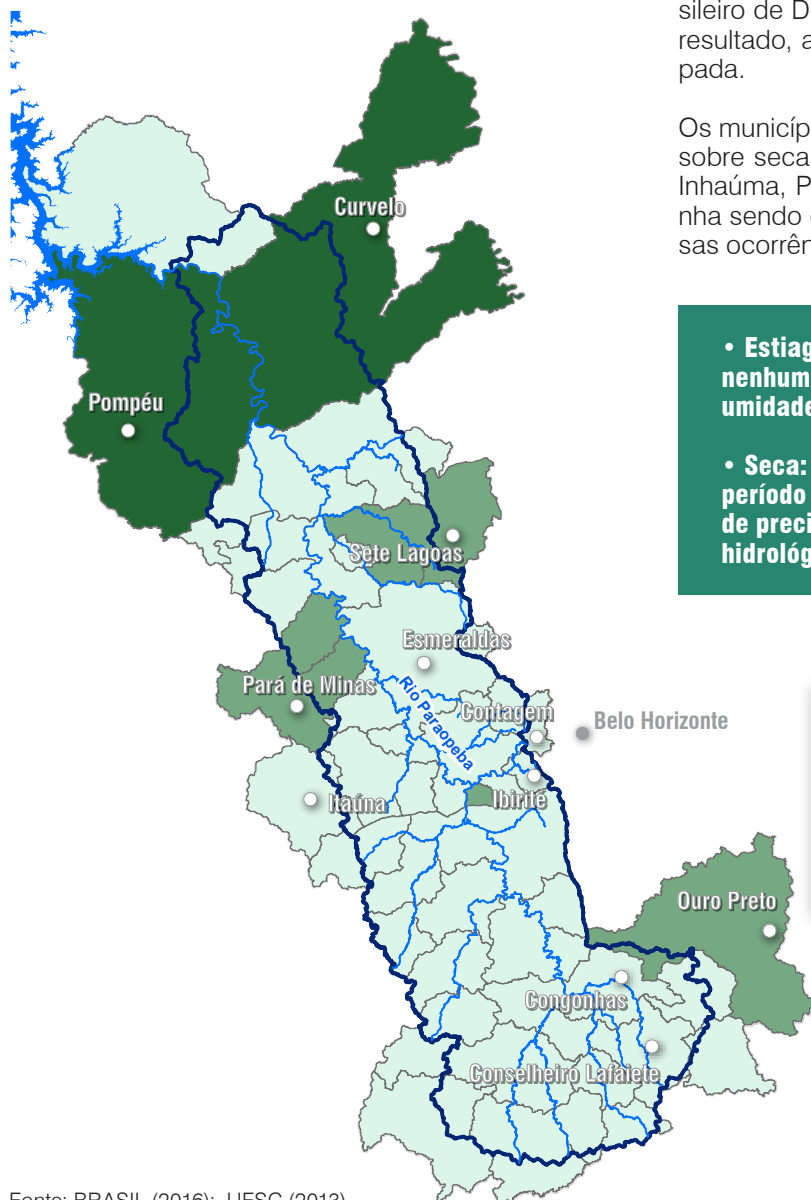 sileiro de D
resultado, a
pada.
Os municíp
sobre seca
Inhaúma, P
nha sendo
sas ocorrên
• Estiag
nenhum
umidade
• Seca:
período
de preci
hidrológ
Curvelo
Pompéu
Sete Lagoas
Esmeraldas
Pará de Minas
Rio Paraopeba
Contagem
Belo Horizonte
Itaúna
Ibirité
Ouro Preto
Congonhas
Conselheiro Lafaiete
Fonte: BRASIL (2016); UFSC (2013)